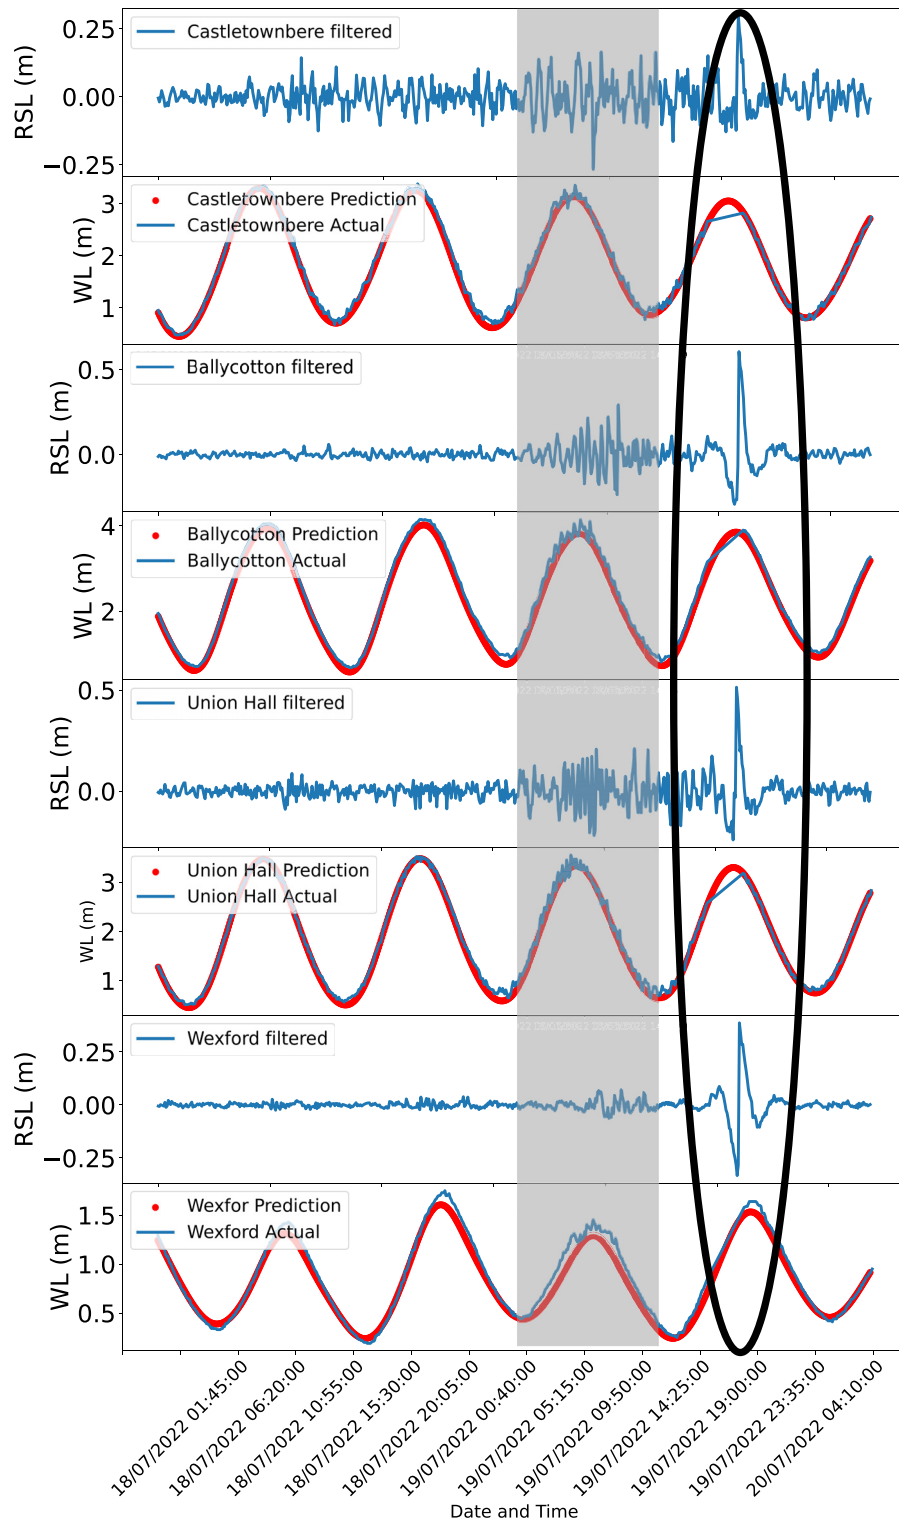 0.25
0.00
−0.25
RSL (m)
Castletownbere filtered
3
2
1
WL (m)
Castletownbere Prediction
Castletownbere Actual
0.5
0.0
RSL (m)
Ballycotton filtered
4
2
WL (m)
Ballycotton Prediction
Ballycotton Actual
0.5
0.0
RSL (m)
Union Hall filtered
3
2
1
WL (m)
Union Hall Prediction
Union Hall Actual
0.25
0.00
−0.25
RSL (m)
Wexford filtered
1.5
1.0
0.5
WL (m)
Wexfor Prediction
Wexford Actual
18/07/2022 01:45:00
18/07/2022 06:20:00
18/07/2022 10:55:00
18/07/2022 15:30:00
18/07/2022 20:05:00
19/07/2022 00:40:00
19/07/2022 05:15:00
19/07/2022 09:50:00
19/07/2022 14:25:00
19/07/2022 19:00:00
19/07/2022 23:35:00
20/07/2022 04:10:00
Date and Time